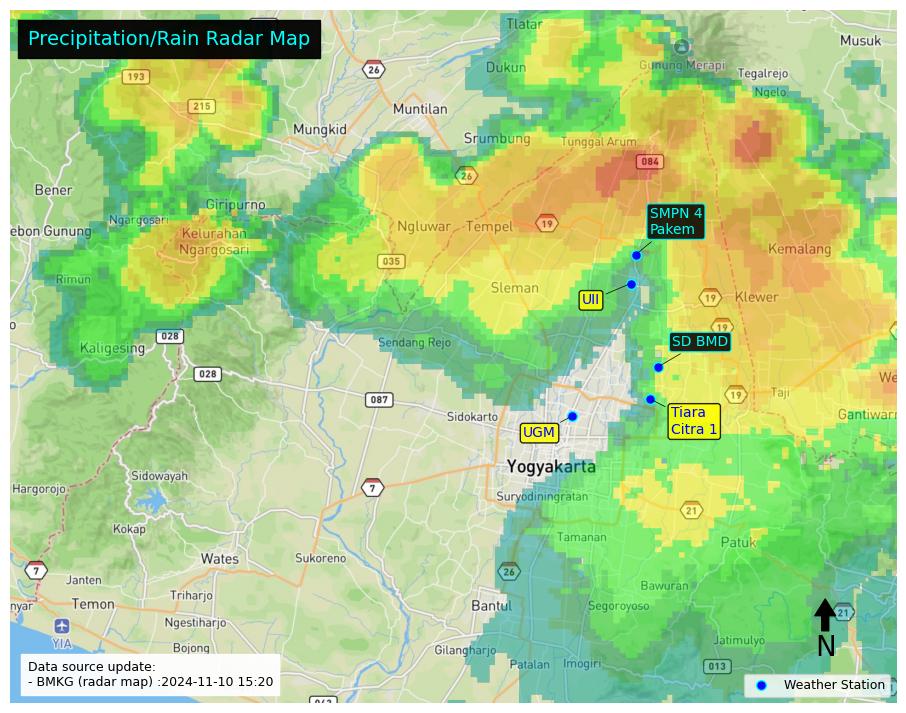 Precipitation/Rain Radar Map
Tlatar
Musuk
26
Dukun
Gunung Merapi
Tegalrejo
193
Ngelo
215
Muntilan
Mungkid
Srumbung
Tunggal Arum
084
26
Bener
Giripurno
SMPN 4
Pakem
Ngargosari
ebon Gunung
Kelurahan
Ngargosari
Ngluwar
Tempel
19
Kemalang
035
Rimun
Sleman
UII
19
Klewer
19
028
Kaligesing
Sendang Rejo
SD BMD
028
We
087
19
Taji
Sidokarto
Tiara
Citra 1
Gantiwarn
UGM
Yogyakarta
Sidowayah
Hargorojo
7
Suryodiningratan
21
Kokap
Tamanan
Patuk
Wates
Sukoreno
7
26
Janten
Bawuran
Triharjo
nyar
Temon
Bantul
Segoroyoso
21
Ngestiharjo
YIA
N
Bojong
Gilangharjo
Jatimulyo
Patalan
Imogiri
013
Data source update:
- BMKG (radar map) :2024-11-10 15:20
Weather Station